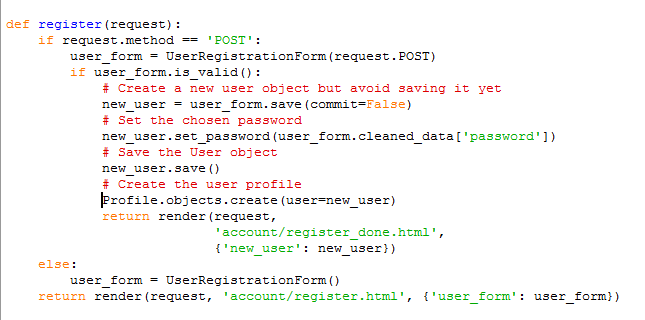 def register(request):
    if request.method == 'POST':
        user_form = UserRegistrationForm(request.POST)
        if user_form.is_valid():
            # Create a new user object but avoid saving it yet
            new_user = user_form.save(commit=False)
            # Set the chosen password
            new_user.set_password(user_form.cleaned_data['password'])
            # Save the User object
            new_user.save()
            # Create the user profile
            Profile.objects.create(user=new_user)
            return render(request,
                          'account/register_done.html',
                          {'new_user': new_user})
    else:
        user_form = UserRegistrationForm()
    return render(request, 'account/register.html', {'user_form': user_form})